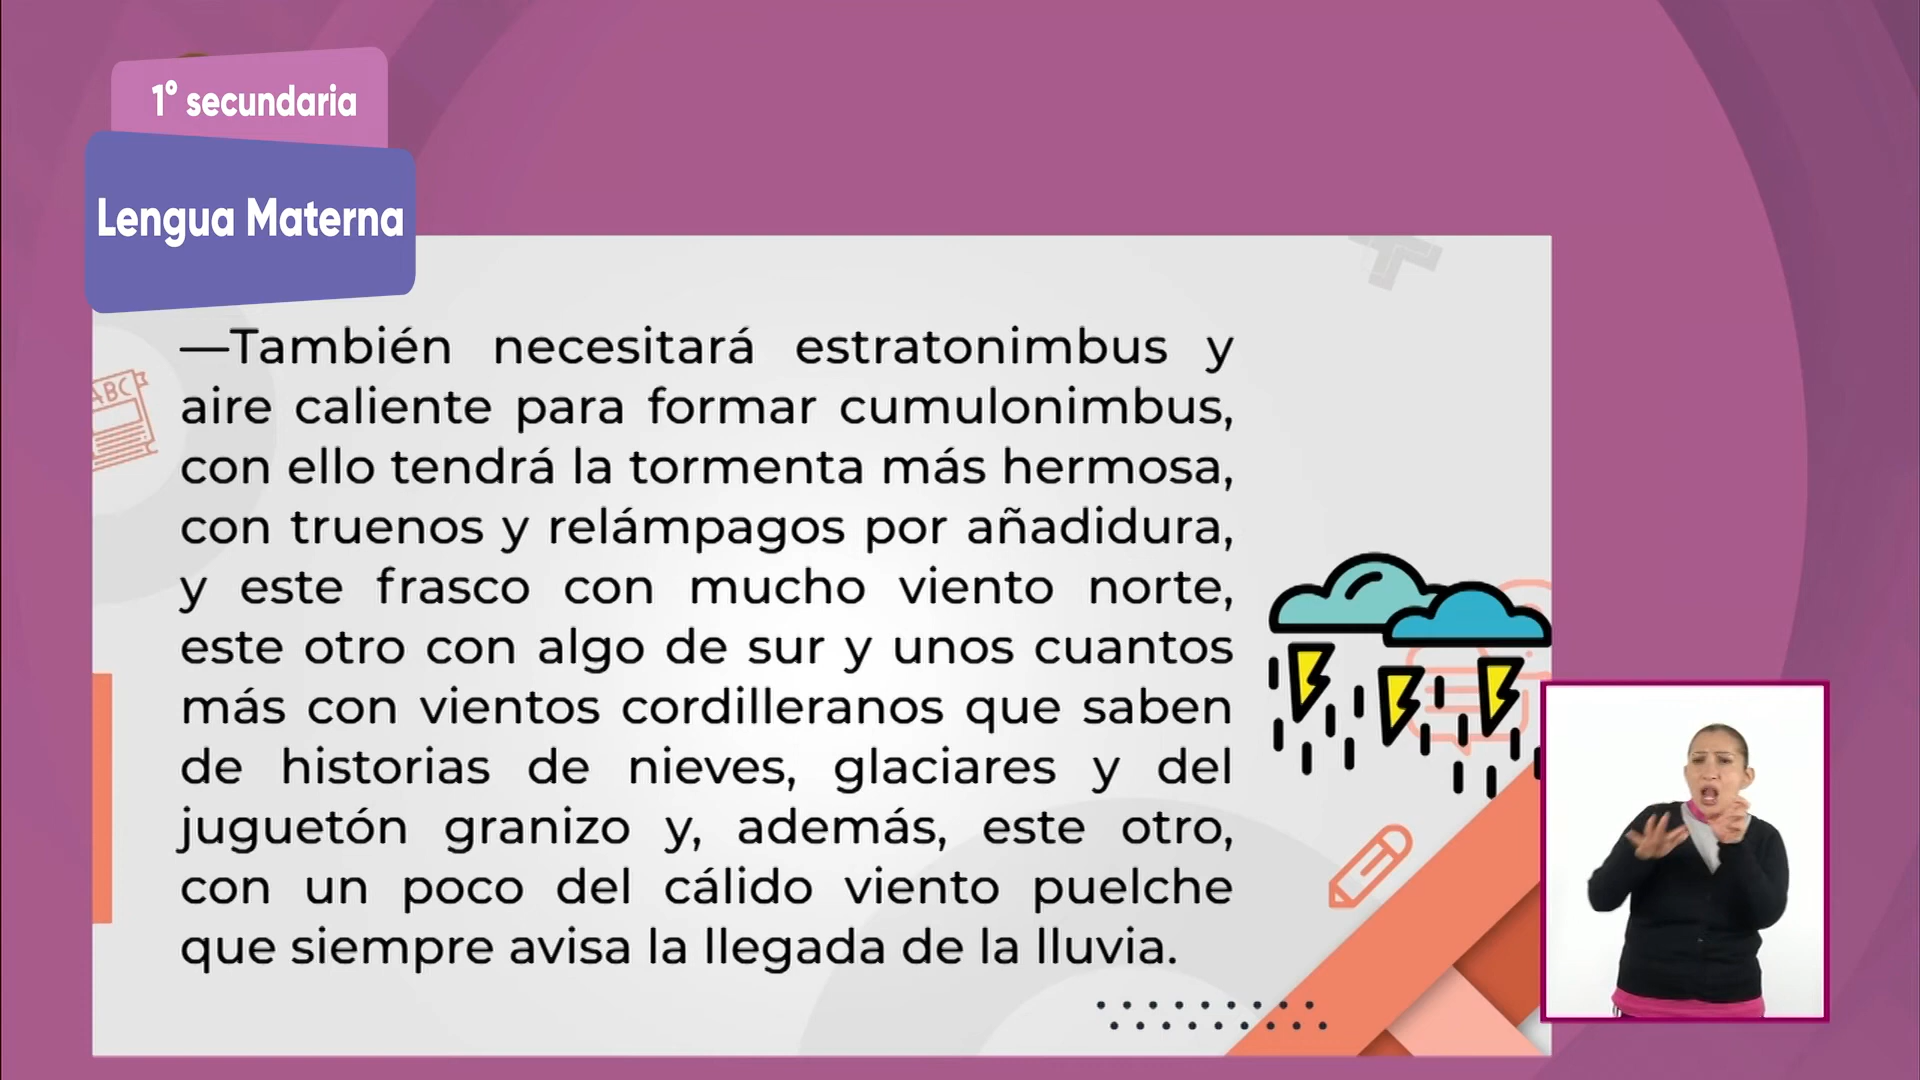 1° secundaria
Lengua Materna
ABC
—También necesitará estratonimbus y
aire caliente para formar cumulonimbus,
con ello tendrá la tormenta más hermosa,
con truenos y relámpagos por añadidura,
y este frasco con mucho viento norte,
este otro con algo de sur y unos cuantos
más con vientos cordilleranos que saben
de historias de nieves, glaciares y del
juguetón granizo y, además, este otro,
con un poco del cálido viento puelche
que siempre avisa la llegada de la lluvia.